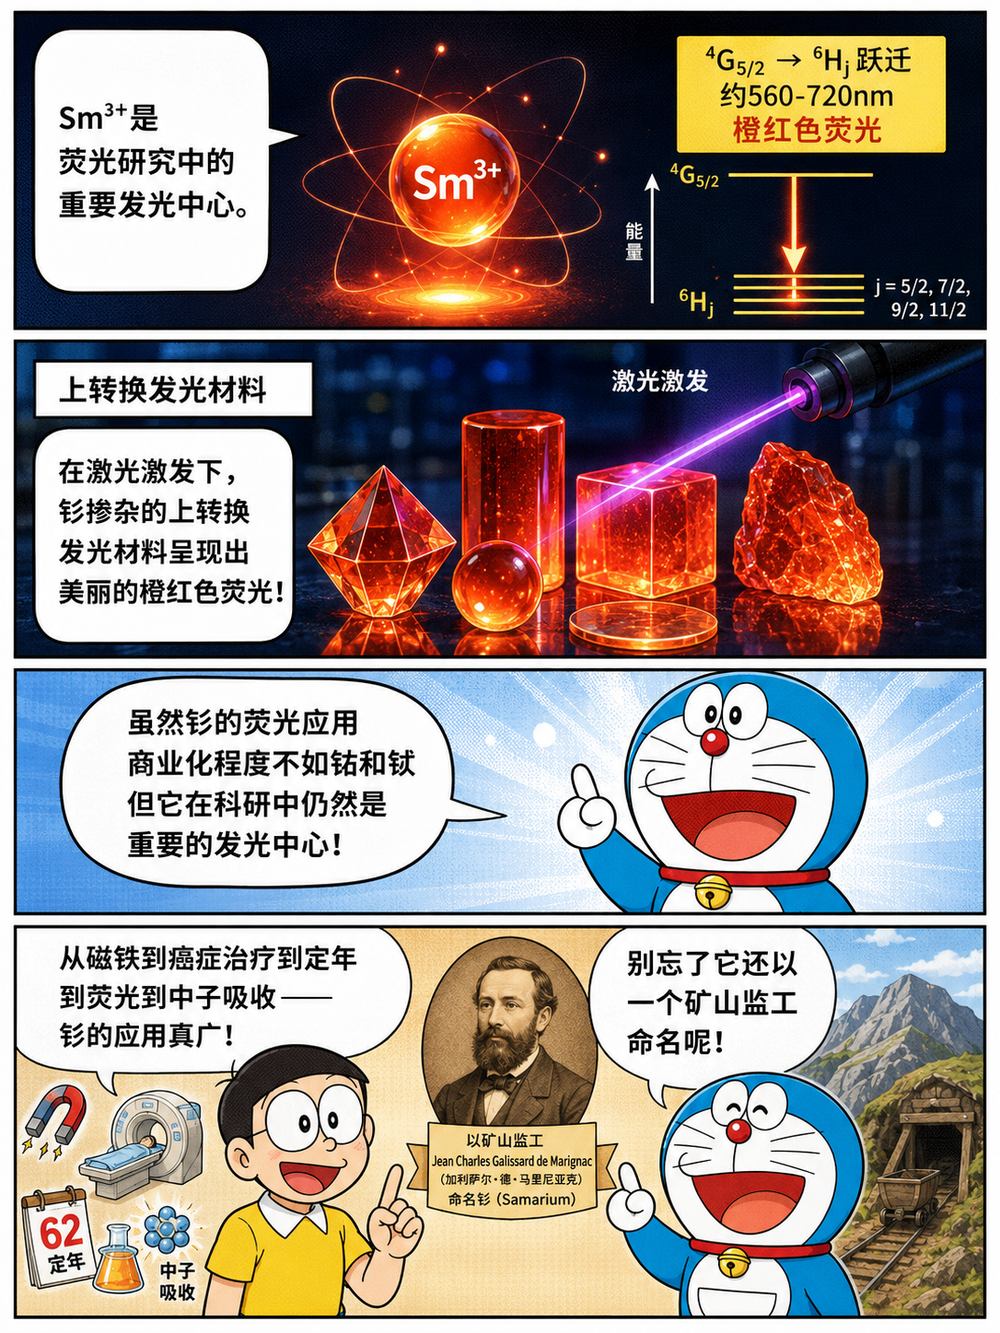 Sm³⁺是
荧光研究中的
重要发光中心。
Sm³⁺
⁴G₅/₂ → ⁶Hⱼ 跃迁
约560-720nm
橙红色荧光
能量
⁴G₅/₂
⁶Hⱼ
j = 5/2, 7/2,
9/2, 11/2
上转换发光材料
激光激发
在激光激发下，
钐掺杂的上转换
发光材料呈现出
美丽的橙红色荧光！
虽然钐的荧光应用
商业化程度不如钴和铽
但它在科研中仍然是
重要的发光中心！
从磁铁到癌症治疗到定年
到荧光到中子吸收——
钐的应用真广！
别忘了它还以
一个矿山监工
命名呢！
以矿山监工
Jean Charles Galissard de Marignac
（加利萨尔·德·马里尼亚克）
命名钐（Samarium）
62
定年
中子
吸收